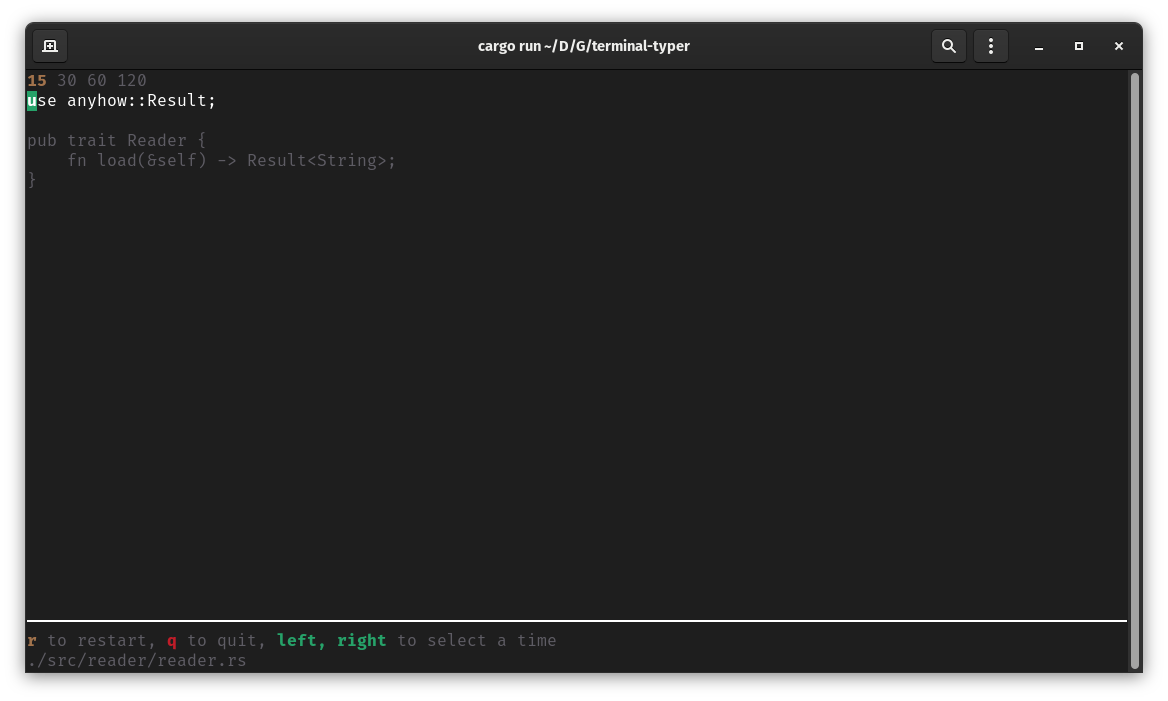 cargo run ~/D/G/terminal-typer
15 30 60 120
use anyhow::Result;
pub trait Reader {
    fn load(&self) -> Result<String>;
}
r to restart, q to quit, left, right to select a time
./src/reader/reader.rs